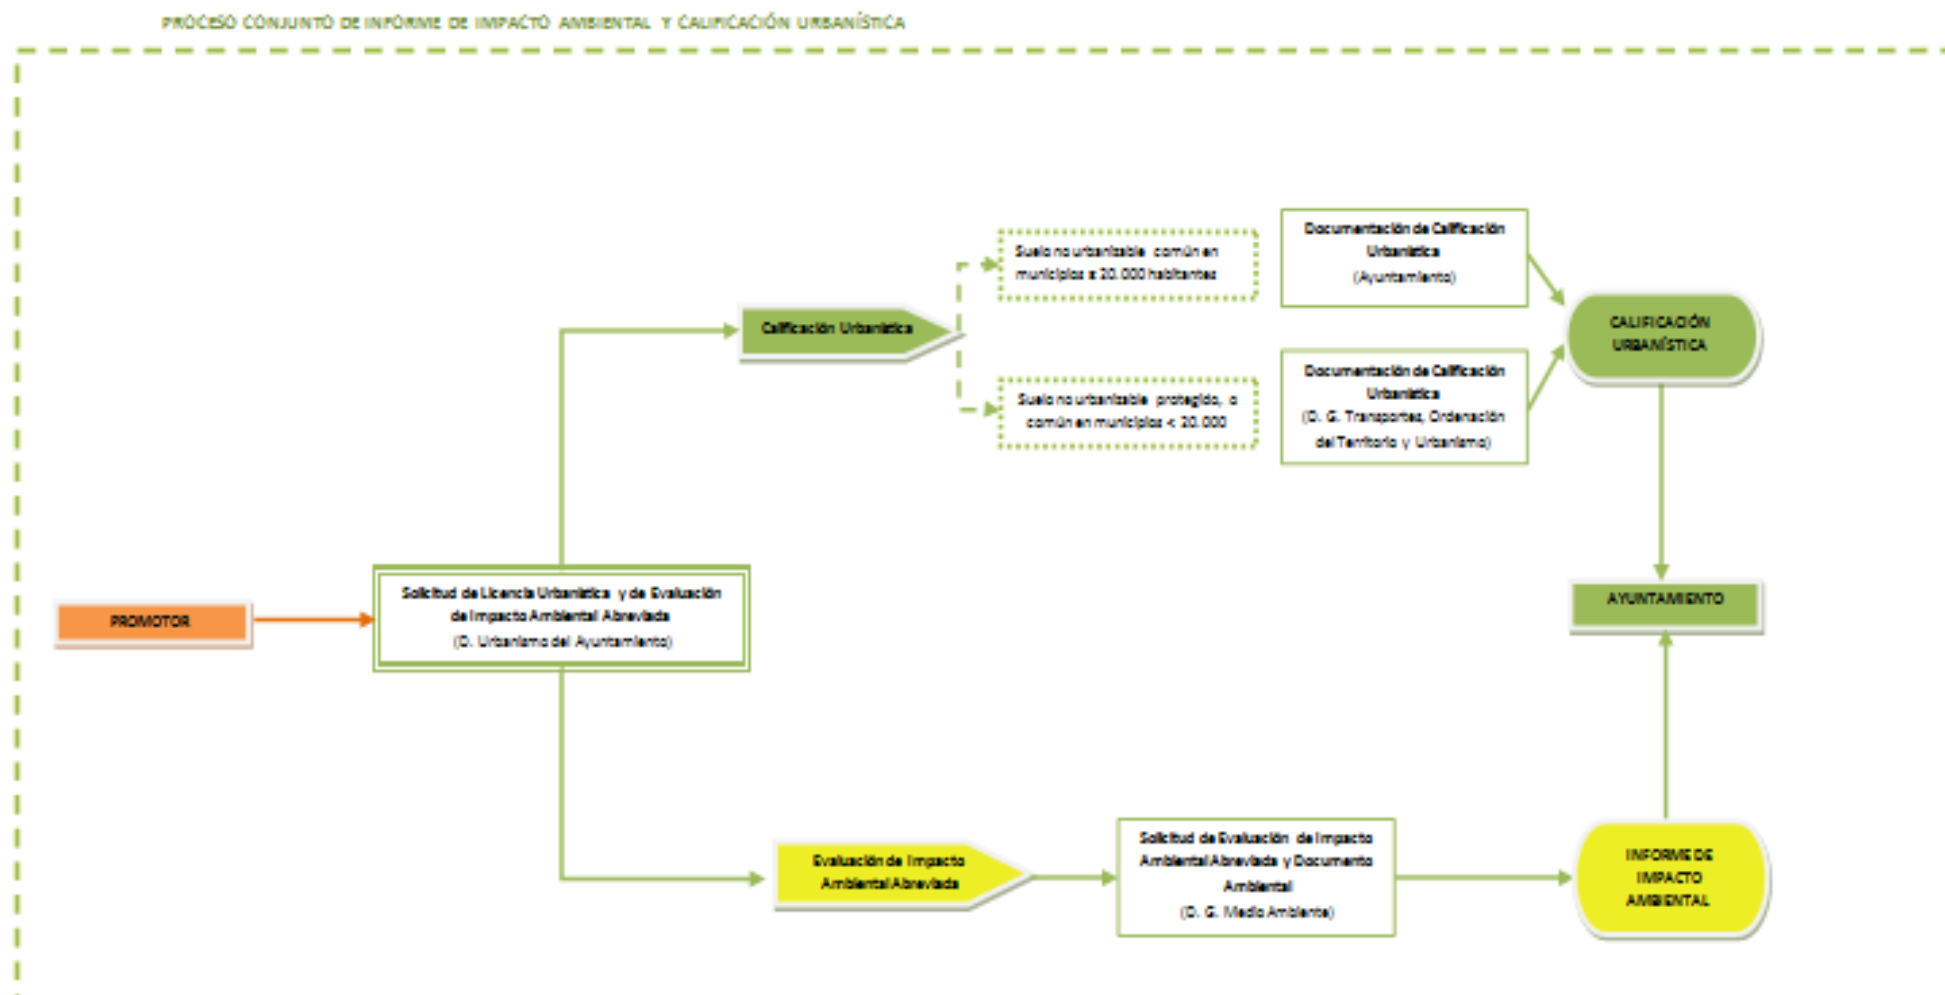 PROCESO CONJUNTO DE INFORME DE IMPACTO AMBIENTAL Y CALIFICACIÓN URBANÍSTICA
Suelo no urbanizable común en
municipios ≥ 20.000 habitantes
Documentación de Calificación
Urbanística
(Ayuntamiento)
Calificación Urbanística
CALIFICACIÓN
URBANÍSTICA
Suelo no urbanizable protegido, o
común en municipios < 20.000
Documentación de Calificación
Urbanística
(D. G. Transportes, Ordenación
del Territorio y Urbanismo)
PROMOTOR
Solicitud de Licencia Urbanística y de Evaluación
de Impacto Ambiental Abreviada
(D. Urbanismo del Ayuntamiento)
AYUNTAMIENTO
Evaluación de Impacto
Ambiental Abreviada
Solicitud de Evaluación de Impacto
Ambiental Abreviada y Documento
Ambiental
(D. G. Medio Ambiente)
INFORME DE
IMPACTO
AMBIENTAL